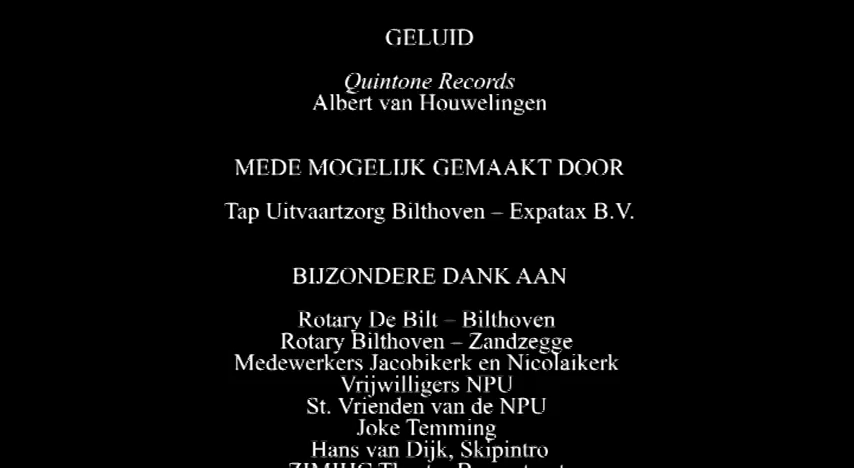 GELUID
Quintone Records
Albert van Houwelingen
MEDE MOGELIJK GEMAAKT DOOR
Tap Uitvaartzorg Bilthoven – Expatax B.V.
BIJZONDERE DANK AAN
Rotary De Bilt – Bilthoven
Rotary Bilthoven – Zandzegge
Medewerkers Jacobikerk en Nicolaikerk
Vrijwilligers NPU
St. Vrienden van de NPU
Joke Temming
Hans van Dijk, Skipintro